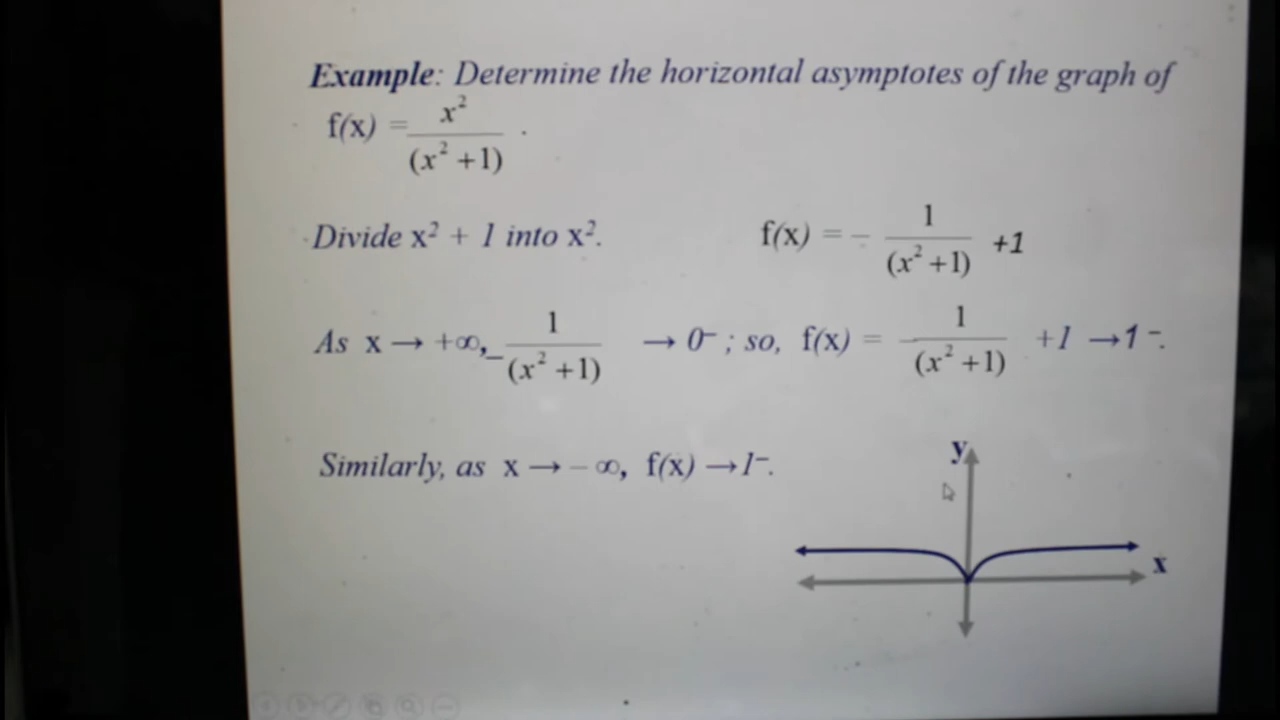 Example: Determine the horizontal asymptotes of the graph of
f(x) = x²/(x² +1) .
Divide x² + 1 into x². f(x) = − 1/(x² +1) +1
As x → +∞, −1/(x² +1) → 0⁻ ; so, f(x) = −1/(x² +1) +1 →1⁻.
Similarly, as x → − ∞, f(x) →1⁻.
y
x